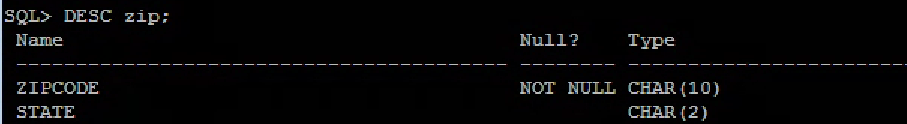 SQL> DESC zip;
Name Null? Type
----------------------------------------- -------- ----------------------
ZIPCODE NOT NULL CHAR(10)
STATE CHAR(2)